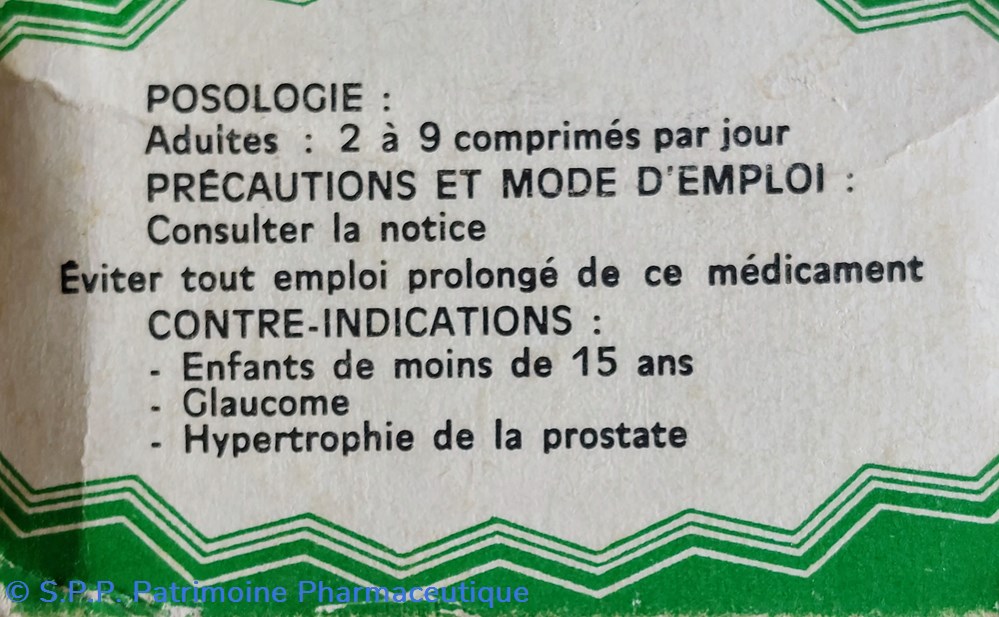 POSOLOGIE :
Aduites : 2 à 9 comprimés par jour
PRÉCAUTIONS ET MODE D'EMPLOI :
Consulter la notice
Éviter tout emploi prolongé de ce médicament
CONTRE-INDICATIONS :
- Enfants de moins de 15 ans
- Glaucome
- Hypertrophie de la prostate
© S.P.P. Patrimoine Pharmaceutique